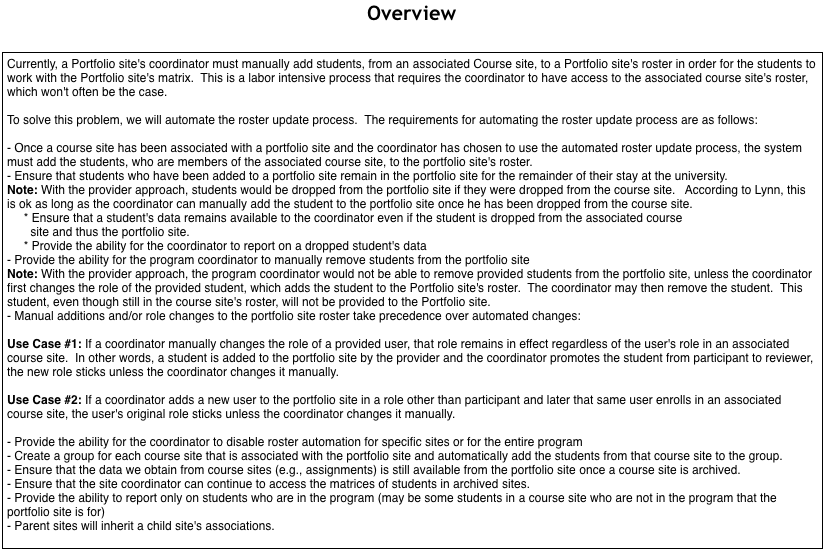 Overview
Currently, a Portfolio site's coordinator must manually add students, from an associated Course site, to a Portfolio site's roster in order for the students to
work with the Portfolio site's matrix.  This is a labor intensive process that requires the coordinator to have access to the associated course site's roster,
which won't often be the case.
To solve this problem, we will automate the roster update process.  The requirements for automating the roster update process are as follows:
- Once a course site has been associated with a portfolio site and the coordinator has chosen to use the automated roster update process, the system
must add the students, who are members of the associated course site, to the portfolio site's roster.
- Ensure that students who have been added to a portfolio site remain in the portfolio site for the remainder of their stay at the university.
Note: With the provider approach, students would be dropped from the portfolio site if they were dropped from the course site.   According to Lynn, this
is ok as long as the coordinator can manually add the student to the portfolio site once he has been dropped from the course site.
* Ensure that a student's data remains available to the coordinator even if the student is dropped from the associated course
site and thus the portfolio site.
* Provide the ability for the coordinator to report on a dropped student's data
- Provide the ability for the program coordinator to manually remove students from the portfolio site
Note: With the provider approach, the program coordinator would not be able to remove provided students from the portfolio site, unless the coordinator
first changes the role of the provided student, which adds the student to the Portfolio site's roster.  The coordinator may then remove the student.  This
student, even though still in the course site's roster, will not be provided to the Portfolio site.
- Manual additions and/or role changes to the portfolio site roster take precedence over automated changes:
Use Case #1: If a coordinator manually changes the role of a provided user, that role remains in effect regardless of the user's role in an associated
course site.  In other words, a student is added to the portfolio site by the provider and the coordinator promotes the student from participant to reviewer,
the new role sticks unless the coordinator changes it manually.
Use Case #2: If a coordinator adds a new user to the portfolio site in a role other than participant and later that same user enrolls in an associated
course site, the user's original role sticks unless the coordinator changes it manually.
- Provide the ability for the coordinator to disable roster automation for specific sites or for the entire program
- Create a group for each course site that is associated with the portfolio site and automatically add the students from that course site to the group.
- Ensure that the data we obtain from course sites (e.g., assignments) is still available from the portfolio site once a course site is archived.
- Ensure that the site coordinator can continue to access the matrices of students in archived sites.
- Provide the ability to report only on students who are in the program (may be some students in a course site who are not in the program that the
portfolio site is for)
- Parent sites will inherit a child site's associations.